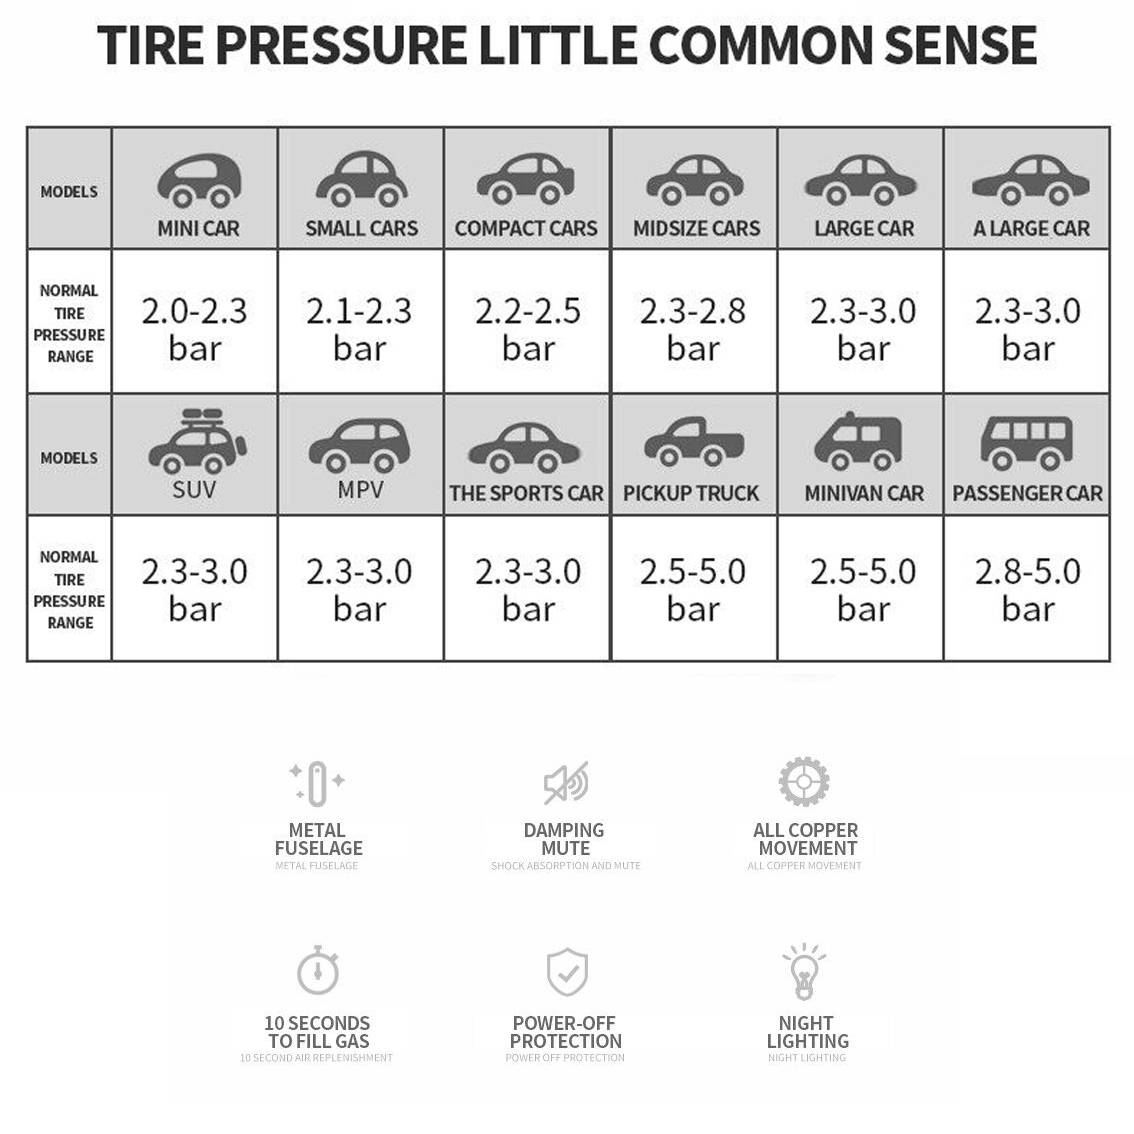 TIRE PRESSURE LITTLE COMMON SENSE
MODELS
MINI CAR
SMALL CARS
COMPACT CARS
MIDSIZE CARS
LARGE CAR
A LARGE CAR
NORMAL
TIRE
PRESSURE
RANGE
2.0-2.3
bar
2.1-2.3
bar
2.2-2.5
bar
2.3-2.8
bar
2.3-3.0
bar
2.3-3.0
bar
MODELS
SUV
MPV
THE SPORTS CAR
PICKUP TRUCK
MINIVAN CAR
PASSENGER CAR
NORMAL
TIRE
PRESSURE
RANGE
2.3-3.0
bar
2.3-3.0
bar
2.3-3.0
bar
2.5-5.0
bar
2.5-5.0
bar
2.8-5.0
bar
METAL
FUSELAGE
METAL FUSELAGE
DAMPING
MUTE
SHOCK ABSORPTION AND MUTE
ALL COPPER
MOVEMENT
ALL COPPER MOVEMENT
10 SECONDS
TO FILL GAS
10 SECOND AIR REPLENISHMENT
POWER-OFF
PROTECTION
POWER OFF PROTECTION
NIGHT
LIGHTING
NIGHT LIGHTING